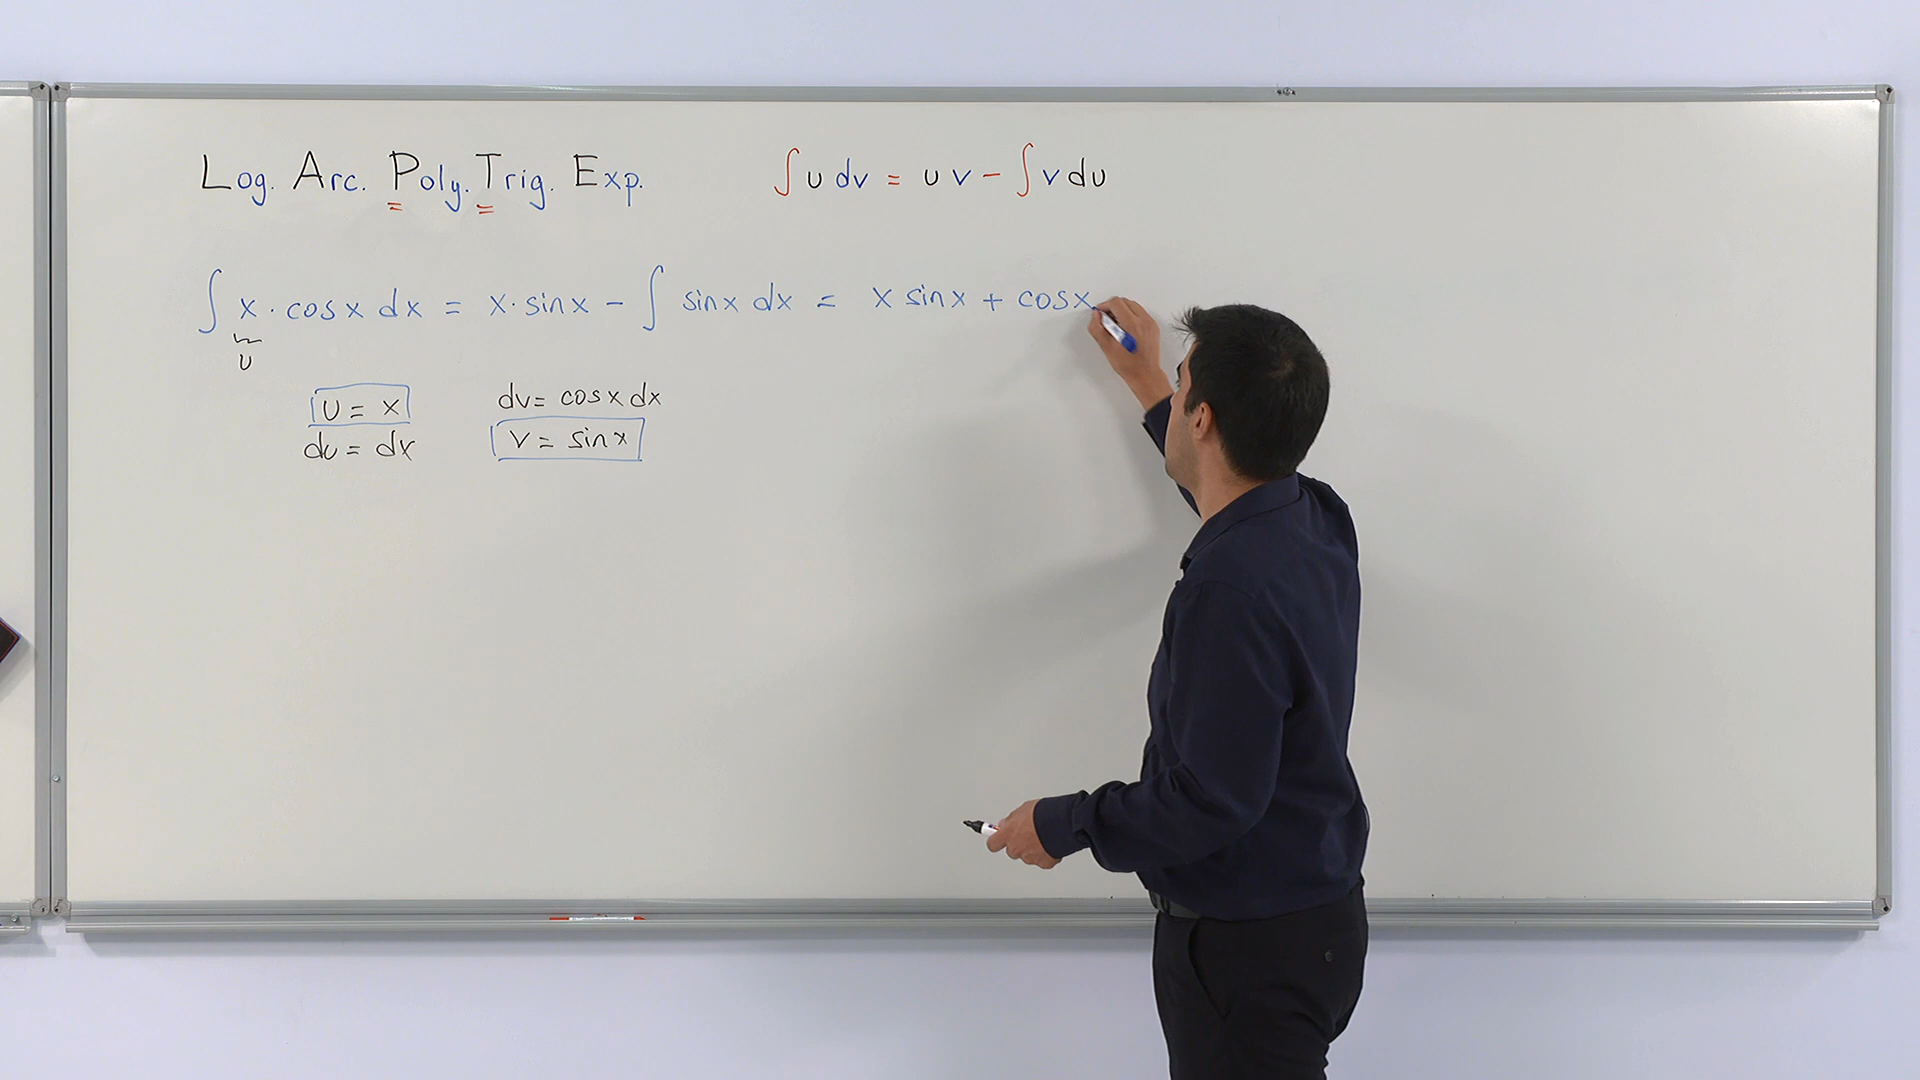 Log. Arc. Poly. Trig. Exp.
∫ u dv = u v - ∫ v du
∫ x · cos x dx = x · sin x - ∫ sin x dx = x sin x + cos x
u
u = x
du = dx
dv = cos x dx
v = sin x